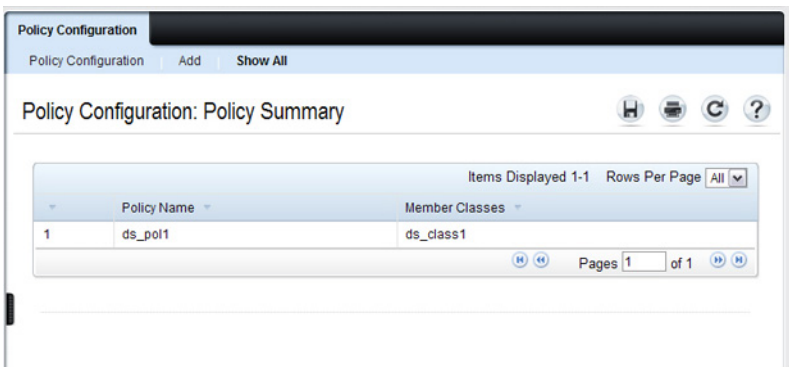 Policy Configuration
Policy Configuration Add Show All
Policy Configuration: Policy Summary
Items Displayed 1-1 Rows Per Page All
Policy Name Member Classes
1 ds_pol1 ds_class1
Pages 1 of 1